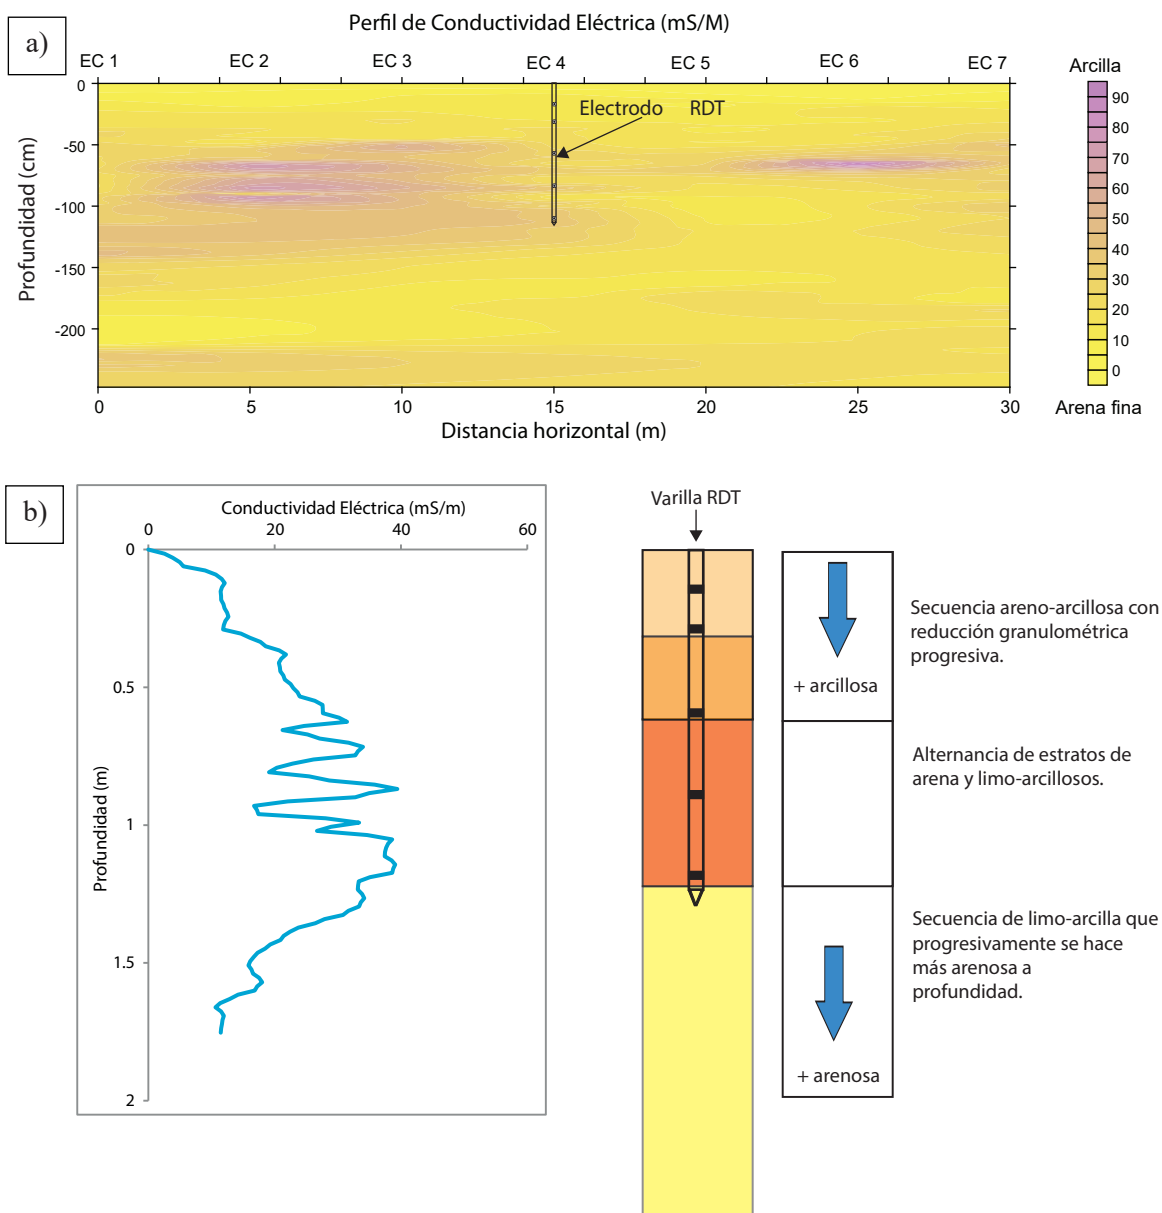 a)
Perfil de Conductividad Eléctrica (mS/M)
EC 1 EC 2 EC 3 EC 4 EC 5 EC 6 EC 7
Arcilla
Electrodo RDT
Profundidad (cm)
0
-50
-100
-150
-200
0 5 10 15 20 25 30
Distancia horizontal (m)
90
80
70
60
50
40
30
20
10
0
Arena fina
b)
Conductividad Eléctrica (mS/m)
0 20 40 60
Profundidad (m)
0
0.5
1
1.5
2
Varilla RDT
+ arcillosa
Secuencia areno-arcillosa con
reducción granulométrica
progresiva.
Alternancia de estratos de
arena y limo-arcillosos.
Secuencia de limo-arcilla que
progresivamente se hace
más arenosa a
profundidad.
+ arenosa